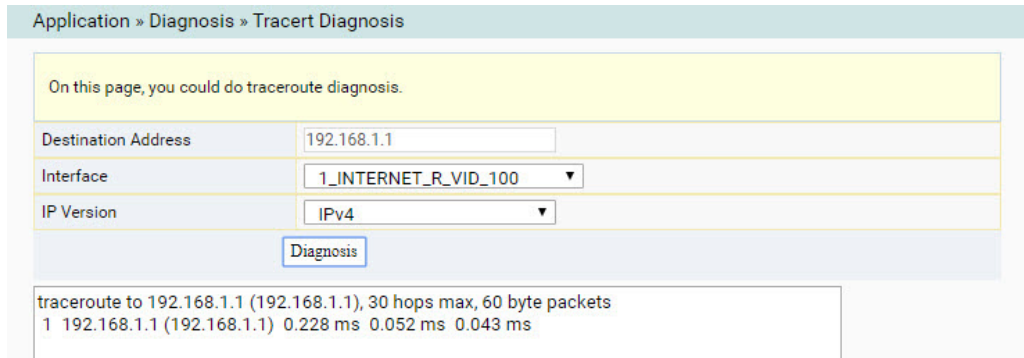 Application » Diagnosis » Tracert Diagnosis
On this page, you could do traceroute diagnosis.
Destination Address 192.168.1.1
Interface 1_INTERNET_R_VID_100
IP Version IPv4
Diagnosis
traceroute to 192.168.1.1 (192.168.1.1), 30 hops max, 60 byte packets
1 192.168.1.1 (192.168.1.1) 0.228 ms 0.052 ms 0.043 ms